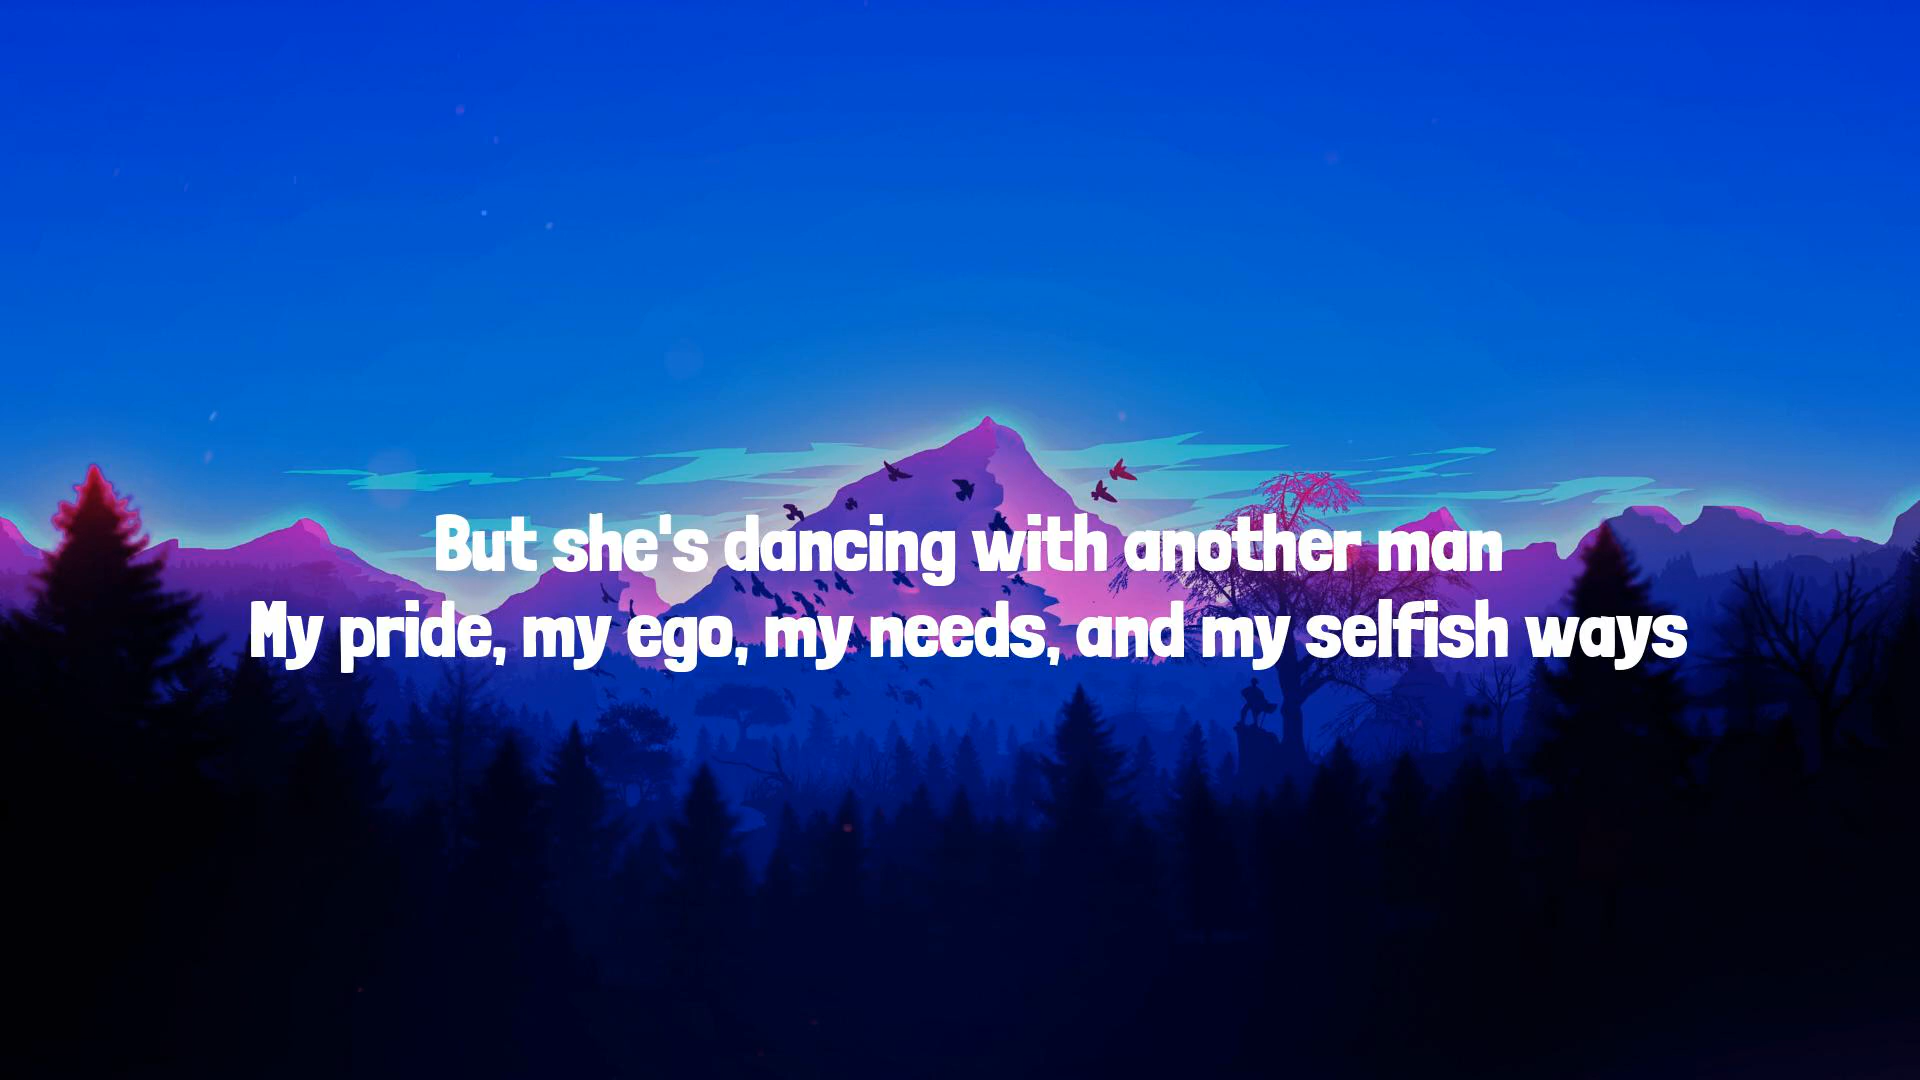 But she's dancing with another man
My pride, my ego, my needs, and my selfish ways